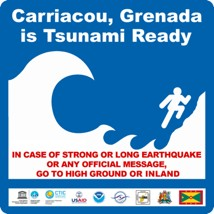 Carriacou, Grenada
is Tsunami Ready
IN CASE OF STRONG OR LONG EARTHQUAKE
OR ANY OFFICIAL MESSAGE,
GO TO HIGH GROUND OR INLAND
USAID